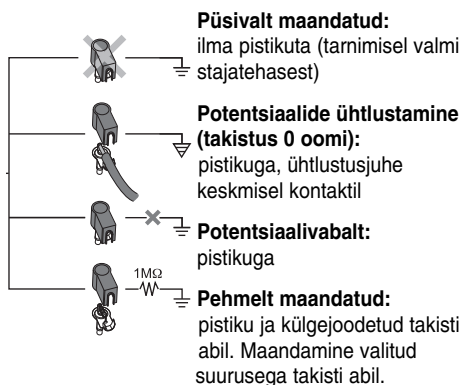 Püsivalt maandatud:
ilma pistikuta (tarnimisel valmi
stajatehasest)
Potentsiaalide ühtlustamine
(takistus 0 oomi):
pistikuga, ühtlustusjuhe
keskmisel kontaktil
Potentsiaalivabalt:
pistikuga
1MΩ
Pehmelt maandatud:
pistiku ja külgejoodetud takisti
abil. Maandamine valitud
suurusega takisti abil.